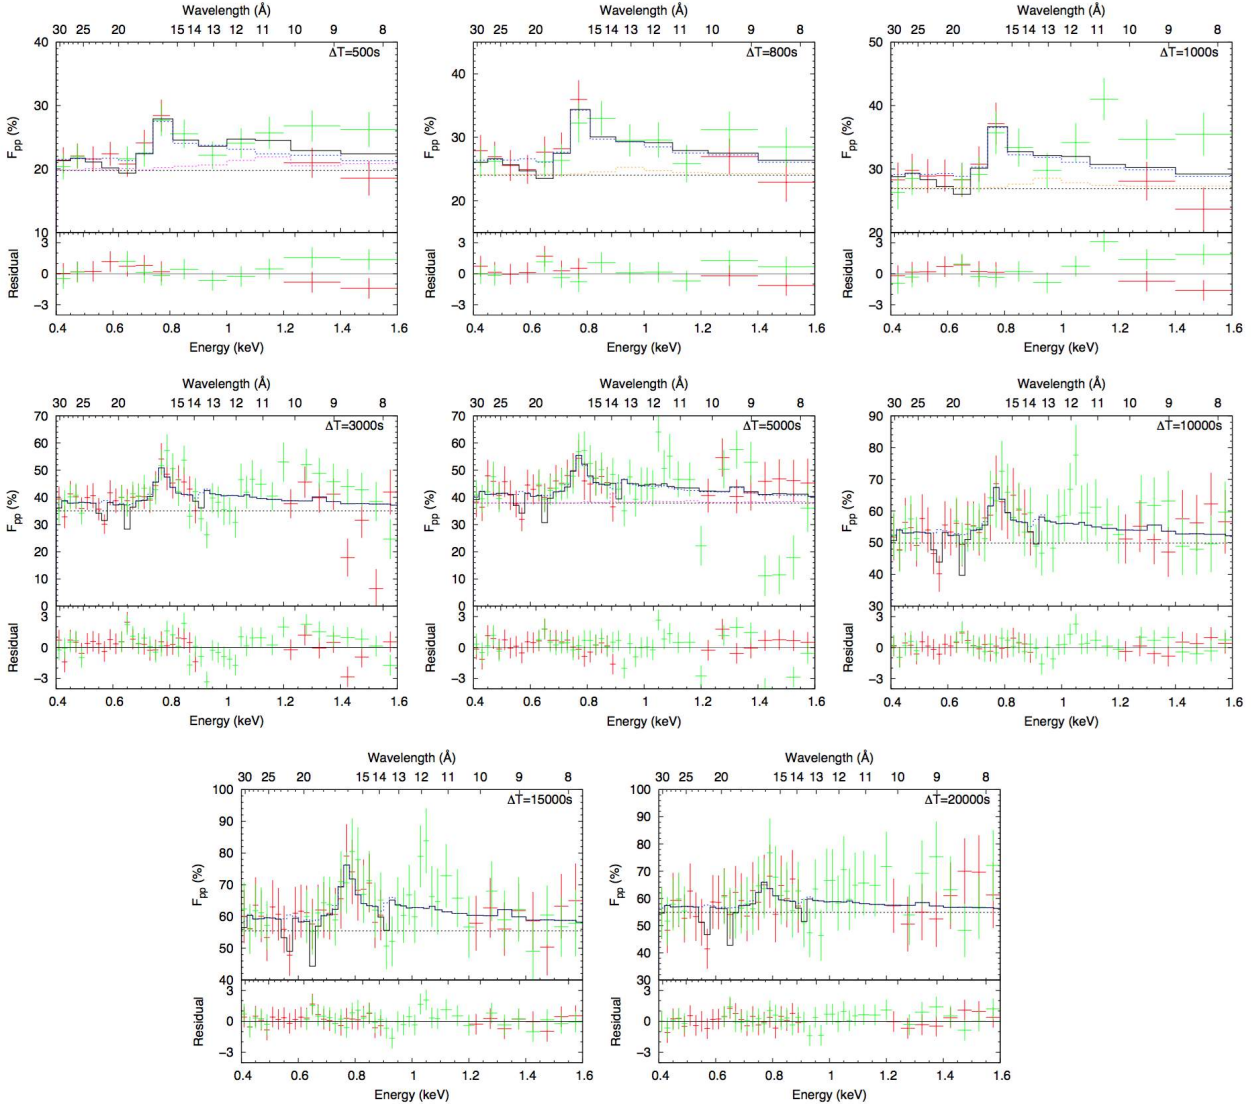 Wavelength (Å)
30 25 20 15 14 13 12 11 10 9 8
ΔT=500s
40
30
20
10
F_pp (%)
3
0
−3
Residual
0.4 0.6 0.8 1 1.2 1.4 1.6
Energy (keV)
Wavelength (Å)
30 25 20 15 14 13 12 11 10 9 8
ΔT=800s
40
30
20
F_pp (%)
3
0
−3
Residual
0.4 0.6 0.8 1 1.2 1.4 1.6
Energy (keV)
Wavelength (Å)
30 25 20 15 14 13 12 11 10 9 8
ΔT=1000s
50
40
30
20
F_pp (%)
3
0
−3
Residual
0.4 0.6 0.8 1 1.2 1.4 1.6
Energy (keV)
Wavelength (Å)
30 25 20 15 14 13 12 11 10 9 8
ΔT=3000s
70
60
50
40
30
20
10
0
F_pp (%)
3
0
−3
Residual
0.4 0.6 0.8 1 1.2 1.4 1.6
Energy (keV)
Wavelength (Å)
30 25 20 15 14 13 12 11 10 9 8
ΔT=5000s
70
60
50
40
30
20
10
0
F_pp (%)
3
0
−3
Residual
0.4 0.6 0.8 1 1.2 1.4 1.6
Energy (keV)
Wavelength (Å)
30 25 20 15 14 13 12 11 10 9 8
ΔT=10000s
90
80
70
60
50
40
30
F_pp (%)
3
0
−3
Residual
0.4 0.6 0.8 1 1.2 1.4 1.6
Energy (keV)
Wavelength (Å)
30 25 20 15 14 13 12 11 10 9 8
ΔT=15000s
100
90
80
70
60
50
40
F_pp (%)
3
0
−3
Residual
0.4 0.6 0.8 1 1.2 1.4 1.6
Energy (keV)
Wavelength (Å)
30 25 20 15 14 13 12 11 10 9 8
ΔT=20000s
100
90
80
70
60
50
40
30
F_pp (%)
3
0
−3
Residual
0.4 0.6 0.8 1 1.2 1.4 1.6
Energy (keV)